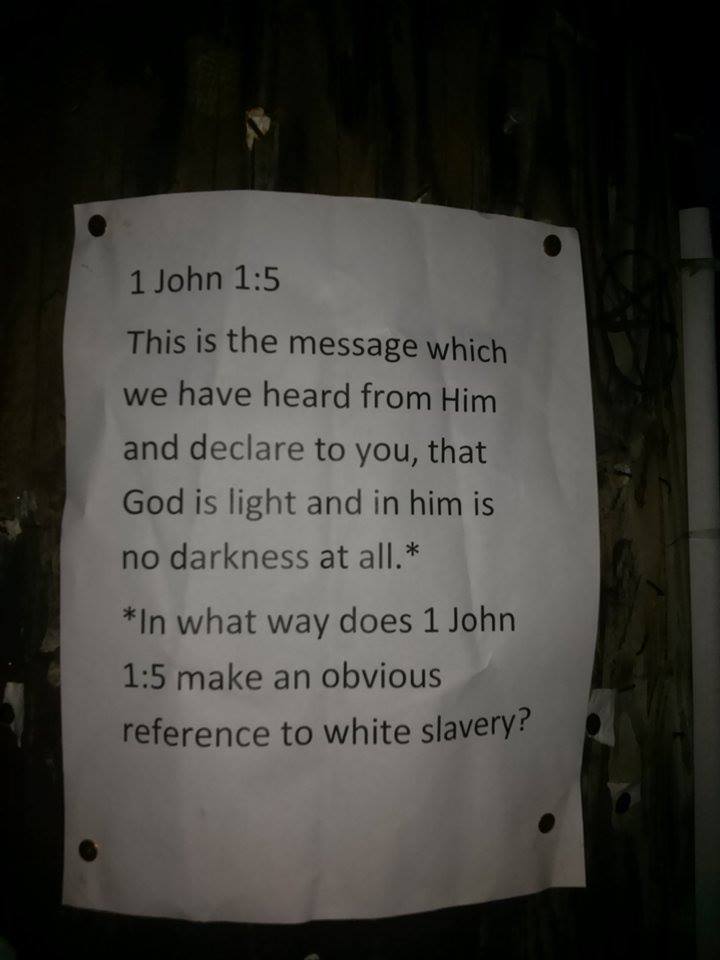 1 John 1:5
This is the message which
we have heard from Him
and declare to you, that
God is light and in him is
no darkness at all.*
*In what way does 1 John
1:5 make an obvious
reference to white slavery?